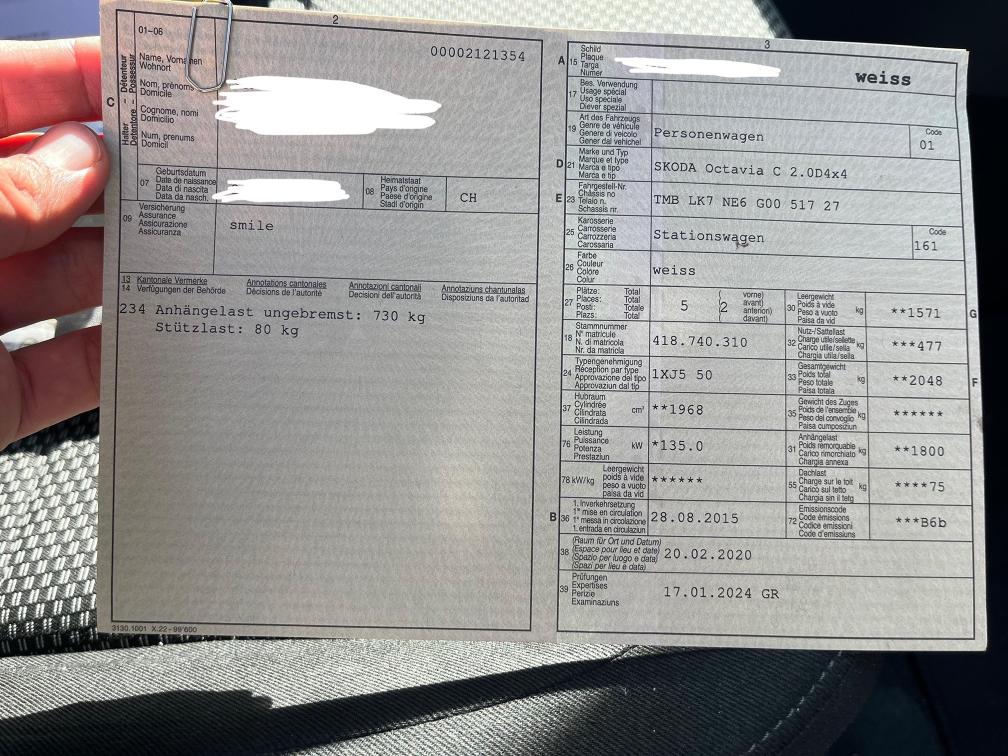 2
01-06
00002121354
C
Halter – Détenteur
Detentore – Possessur
Name, Vornamen
Wohnort
Nom, prénoms
Domicile
Cognome, nomi
Domicilio
Num, prenums
Domicil
07
Geburtsdatum
Date de naissance
Data di nascita
Data da nasch.
08
Heimatstaat
Pays d'origine
Paese d'origine
Stadi d'origin
CH
09
Versicherung
Assurance
Assicurazione
Assicuranza
smile
13 Kantonale Vermerke
14 Verfügungen der Behörde
Annotations cantonales
Décisions de l'autorité
Annotazioni cantonali
Decisioni dell'autorità
Annotaziuns chantunalas
Disposiziuns da l'autoritad
234 Anhängelast ungebremst: 730 kg
Stützlast: 80 kg
3130.1001 X.22 - 99'600
3
A 15
Schild
Plaque
Targa
Numer
weiss
17
Bes. Verwendung
Usage spécial
Uso speciale
Diever spezial
19
Art des Fahrzeugs
Genre de véhicule
Genere di veicolo
Gener dal vehichel
Personenwagen
Code
01
D 21
Marke und Typ
Marque et type
Marca e tipo
Marca e tip
SKODA Octavia C 2.0D4x4
E 23
Fahrgestell-Nr.
Châssis no
Telaio n.
Schassis nr.
TMB LK7 NE6 G00 517 27
25
Karosserie
Carrosserie
Carrozzeria
Carossaria
Stationswagen
Code
161
26
Farbe
Couleur
Colore
Colur
weiss
27
Plätze: Total
Places: Total
Posti: Totale
Plazs: Total
5
(2
vorne)
avant)
anteriori)
davant)
30
Leergewicht
Poids à vide
Peso a vuoto
Paisa da vid
kg
**1571
G
18
Stammnummer
N° matricule
N. di matricola
Nr. da matricla
418.740.310
32
Nutz-/Sattellast
Charge utile/sellette
Carico utile/sella
Chargia utila/sella
kg
***477
24
Typengenehmigung
Réception par type
Approvazione del tipo
Approvaziun dal tip
1XJ5 50
33
Gesamtgewicht
Poids total
Peso totale
Paisa totala
kg
**2048
F
37
Hubraum
Cylindrée
Cilindrata
Cilindrada
cm³
**1968
35
Gewicht des Zuges
Poids de l'ensemble
Peso del convoglio
Paisa cumposiziun
kg
******
76
Leistung
Puissance
Potenza
Prestaziun
kW
*135.0
31
Anhängelast
Poids remorquable
Carico rimorchiato
Chargia annexa
kg
**1800
78 kW/kg
Leergewicht
poids à vide
peso a vuoto
paisa da vid
******
55
Dachlast
Charge sur le toit
Carico sul tetto
Chargia sin il tetg
kg
****75
B 36
1. Inverkehrsetzung
1re mise en circulation
1a messa in circolazione
1. entrada en circulaziun
28.08.2015
72
Emissionscode
Code émissions
Codice emissioni
Code d'emissiuns
***B6b
38
(Raum für Ort und Datum)
(Espace pour lieu et date)
(Spazio per luogo e data)
(Spazi per lieu e data)
20.02.2020
39
Prüfungen
Expertises
Perizie
Examinaziuns
17.01.2024 GR